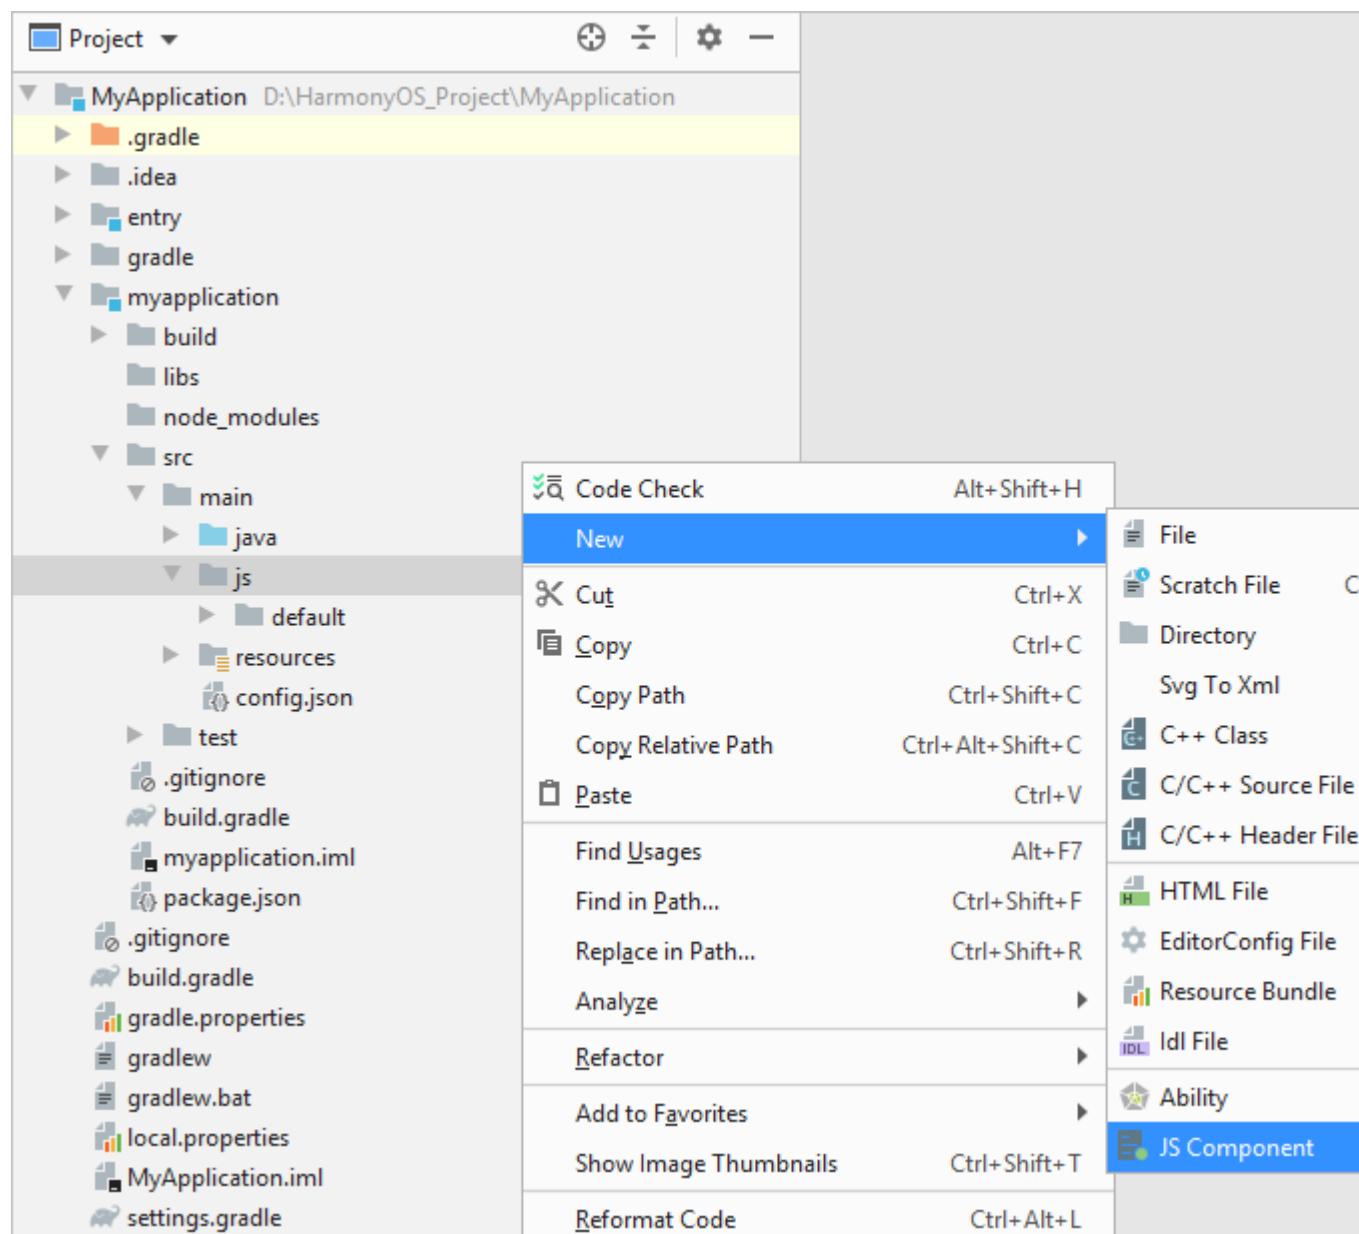 Project
MyApplication D:\HarmonyOS_Project\MyApplication
.gradle
.idea
entry
gradle
myapplication
build
libs
node_modules
src
main
java
js
default
resources
config.json
test
.gitignore
build.gradle
myapplication.iml
package.json
.gitignore
build.gradle
gradle.properties
gradlew
gradlew.bat
local.properties
MyApplication.iml
settings.gradle
Code Check Alt+Shift+H
New
Cut Ctrl+X
Copy Ctrl+C
Copy Path Ctrl+Shift+C
Copy Relative Path Ctrl+Alt+Shift+C
Paste Ctrl+V
Find Usages Alt+F7
Find in Path... Ctrl+Shift+F
Replace in Path... Ctrl+Shift+R
Analyze
Refactor
Add to Favorites
Show Image Thumbnails Ctrl+Shift+T
Reformat Code Ctrl+Alt+L
File
Scratch File C
Directory
Svg To Xml
C++ Class
C/C++ Source File
C/C++ Header File
HTML File
EditorConfig File
Resource Bundle
IDL Idl File
Ability
JS Component